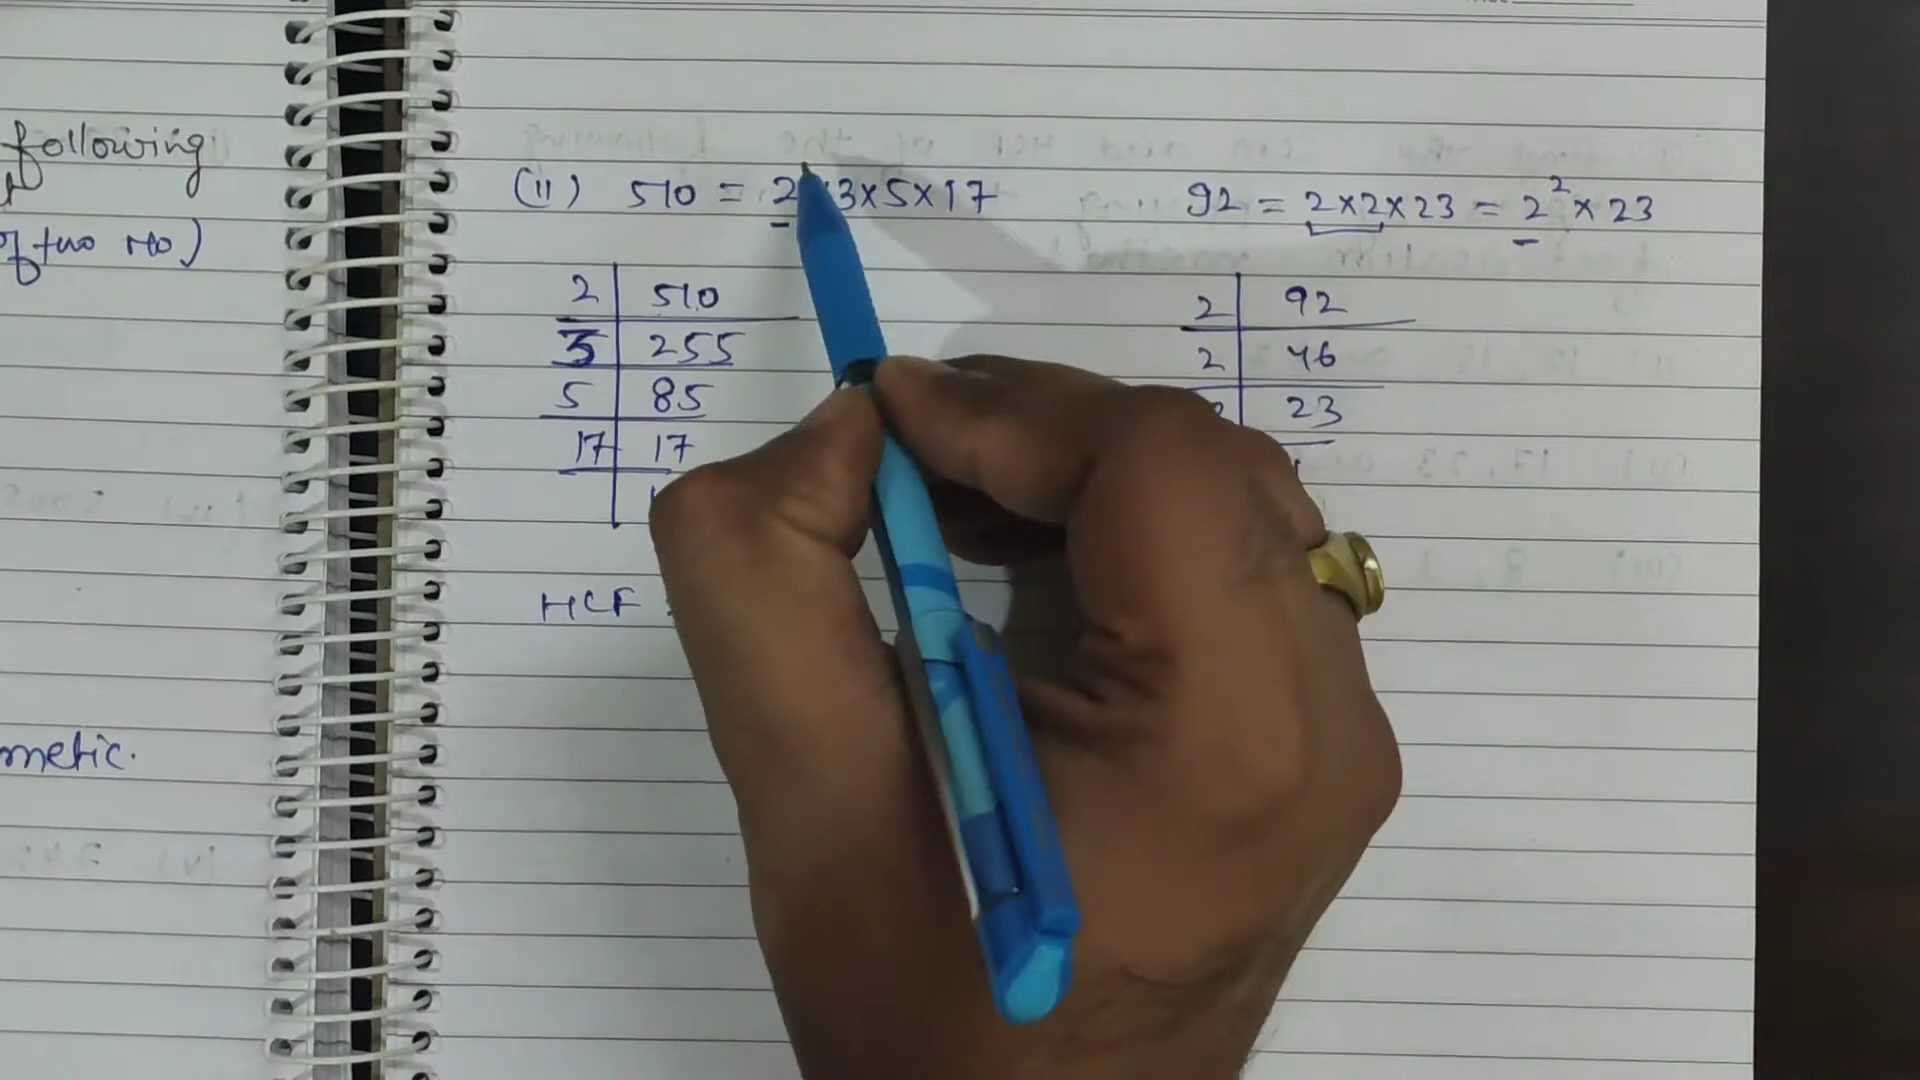 following
of two no)
metic.
(ii) 510 = 2 3×5×17 92 = 2×2×23 = 2² × 23
2 510 2 92
3 255 2 46
5 85 23
17 17
HCF